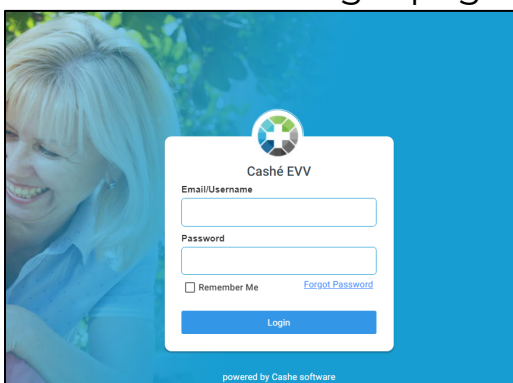 Cashé EVV
Email/Username
Password
Remember Me Forgot Password
Login
powered by Cashe software